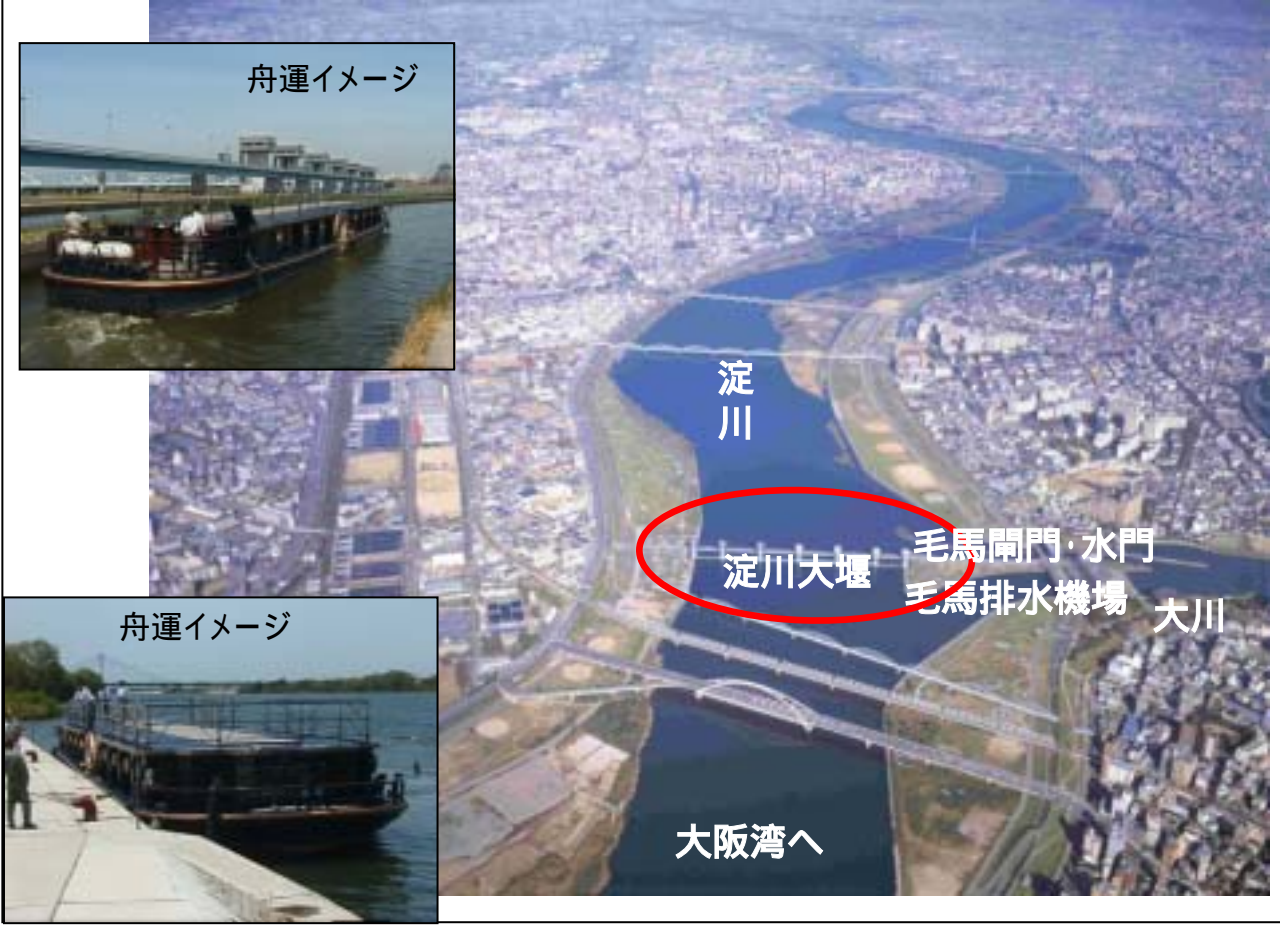 舟運イメージ
淀
川
毛馬閘門・水門
淀川大堰
毛馬排水機場
大川
舟運イメージ
大阪湾へ